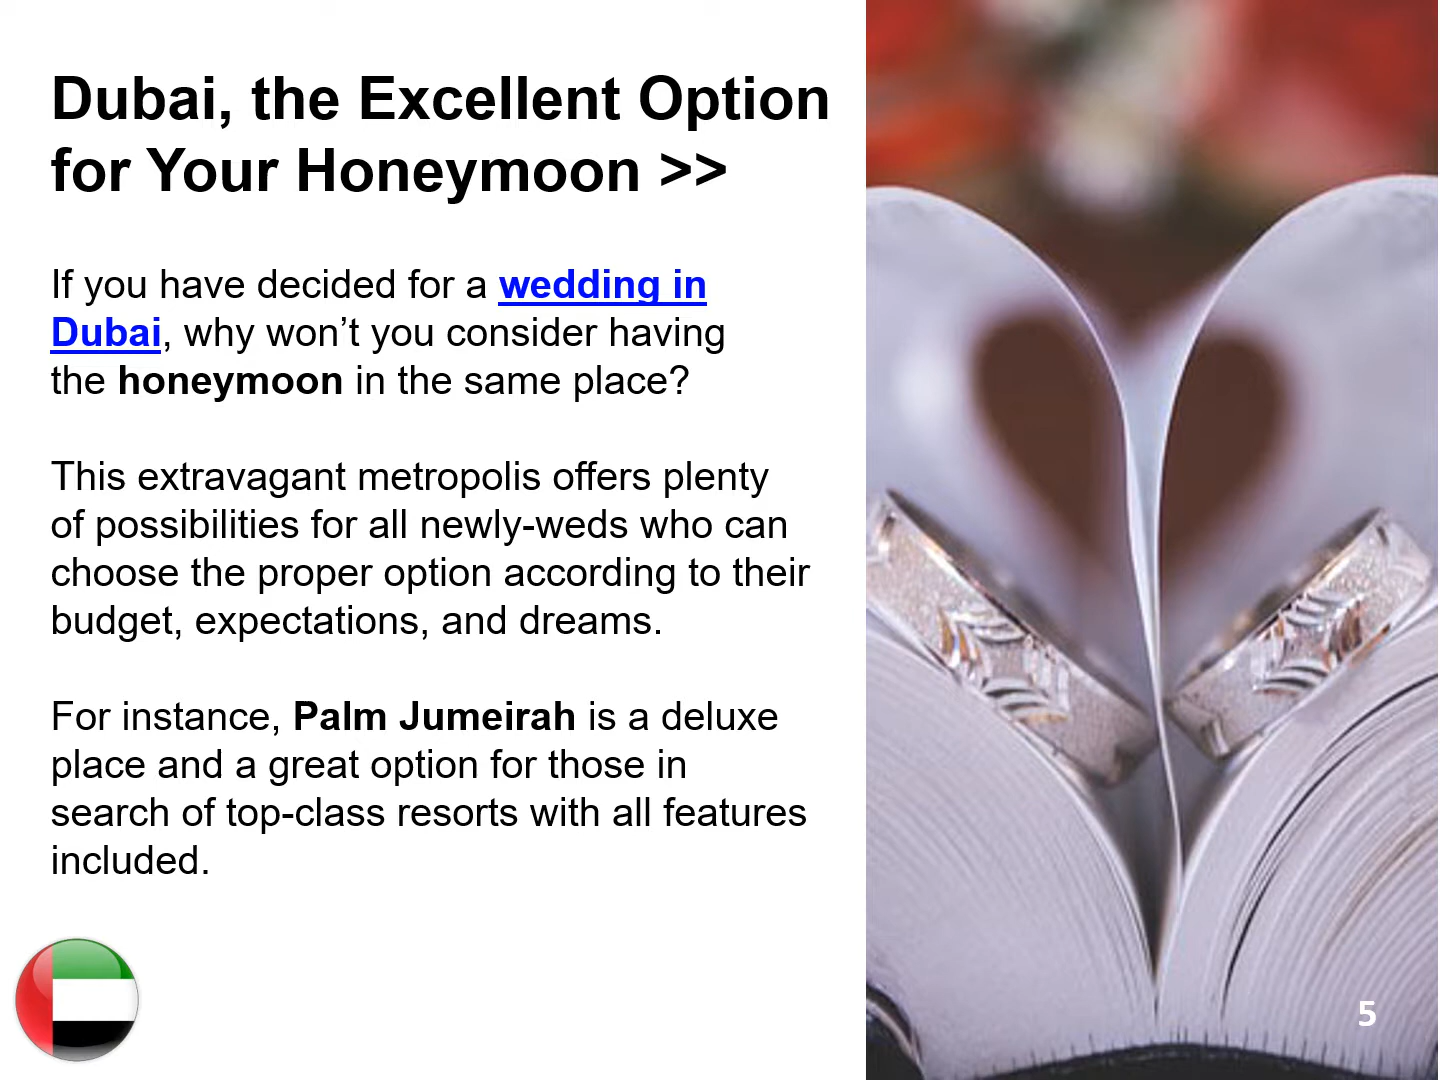 Dubai, the Excellent Option
for Your Honeymoon >>
If you have decided for a wedding in
Dubai, why won’t you consider having
the honeymoon in the same place?
This extravagant metropolis offers plenty
of possibilities for all newly-weds who can
choose the proper option according to their
budget, expectations, and dreams.
For instance, Palm Jumeirah is a deluxe
place and a great option for those in
search of top-class resorts with all features
included.
5